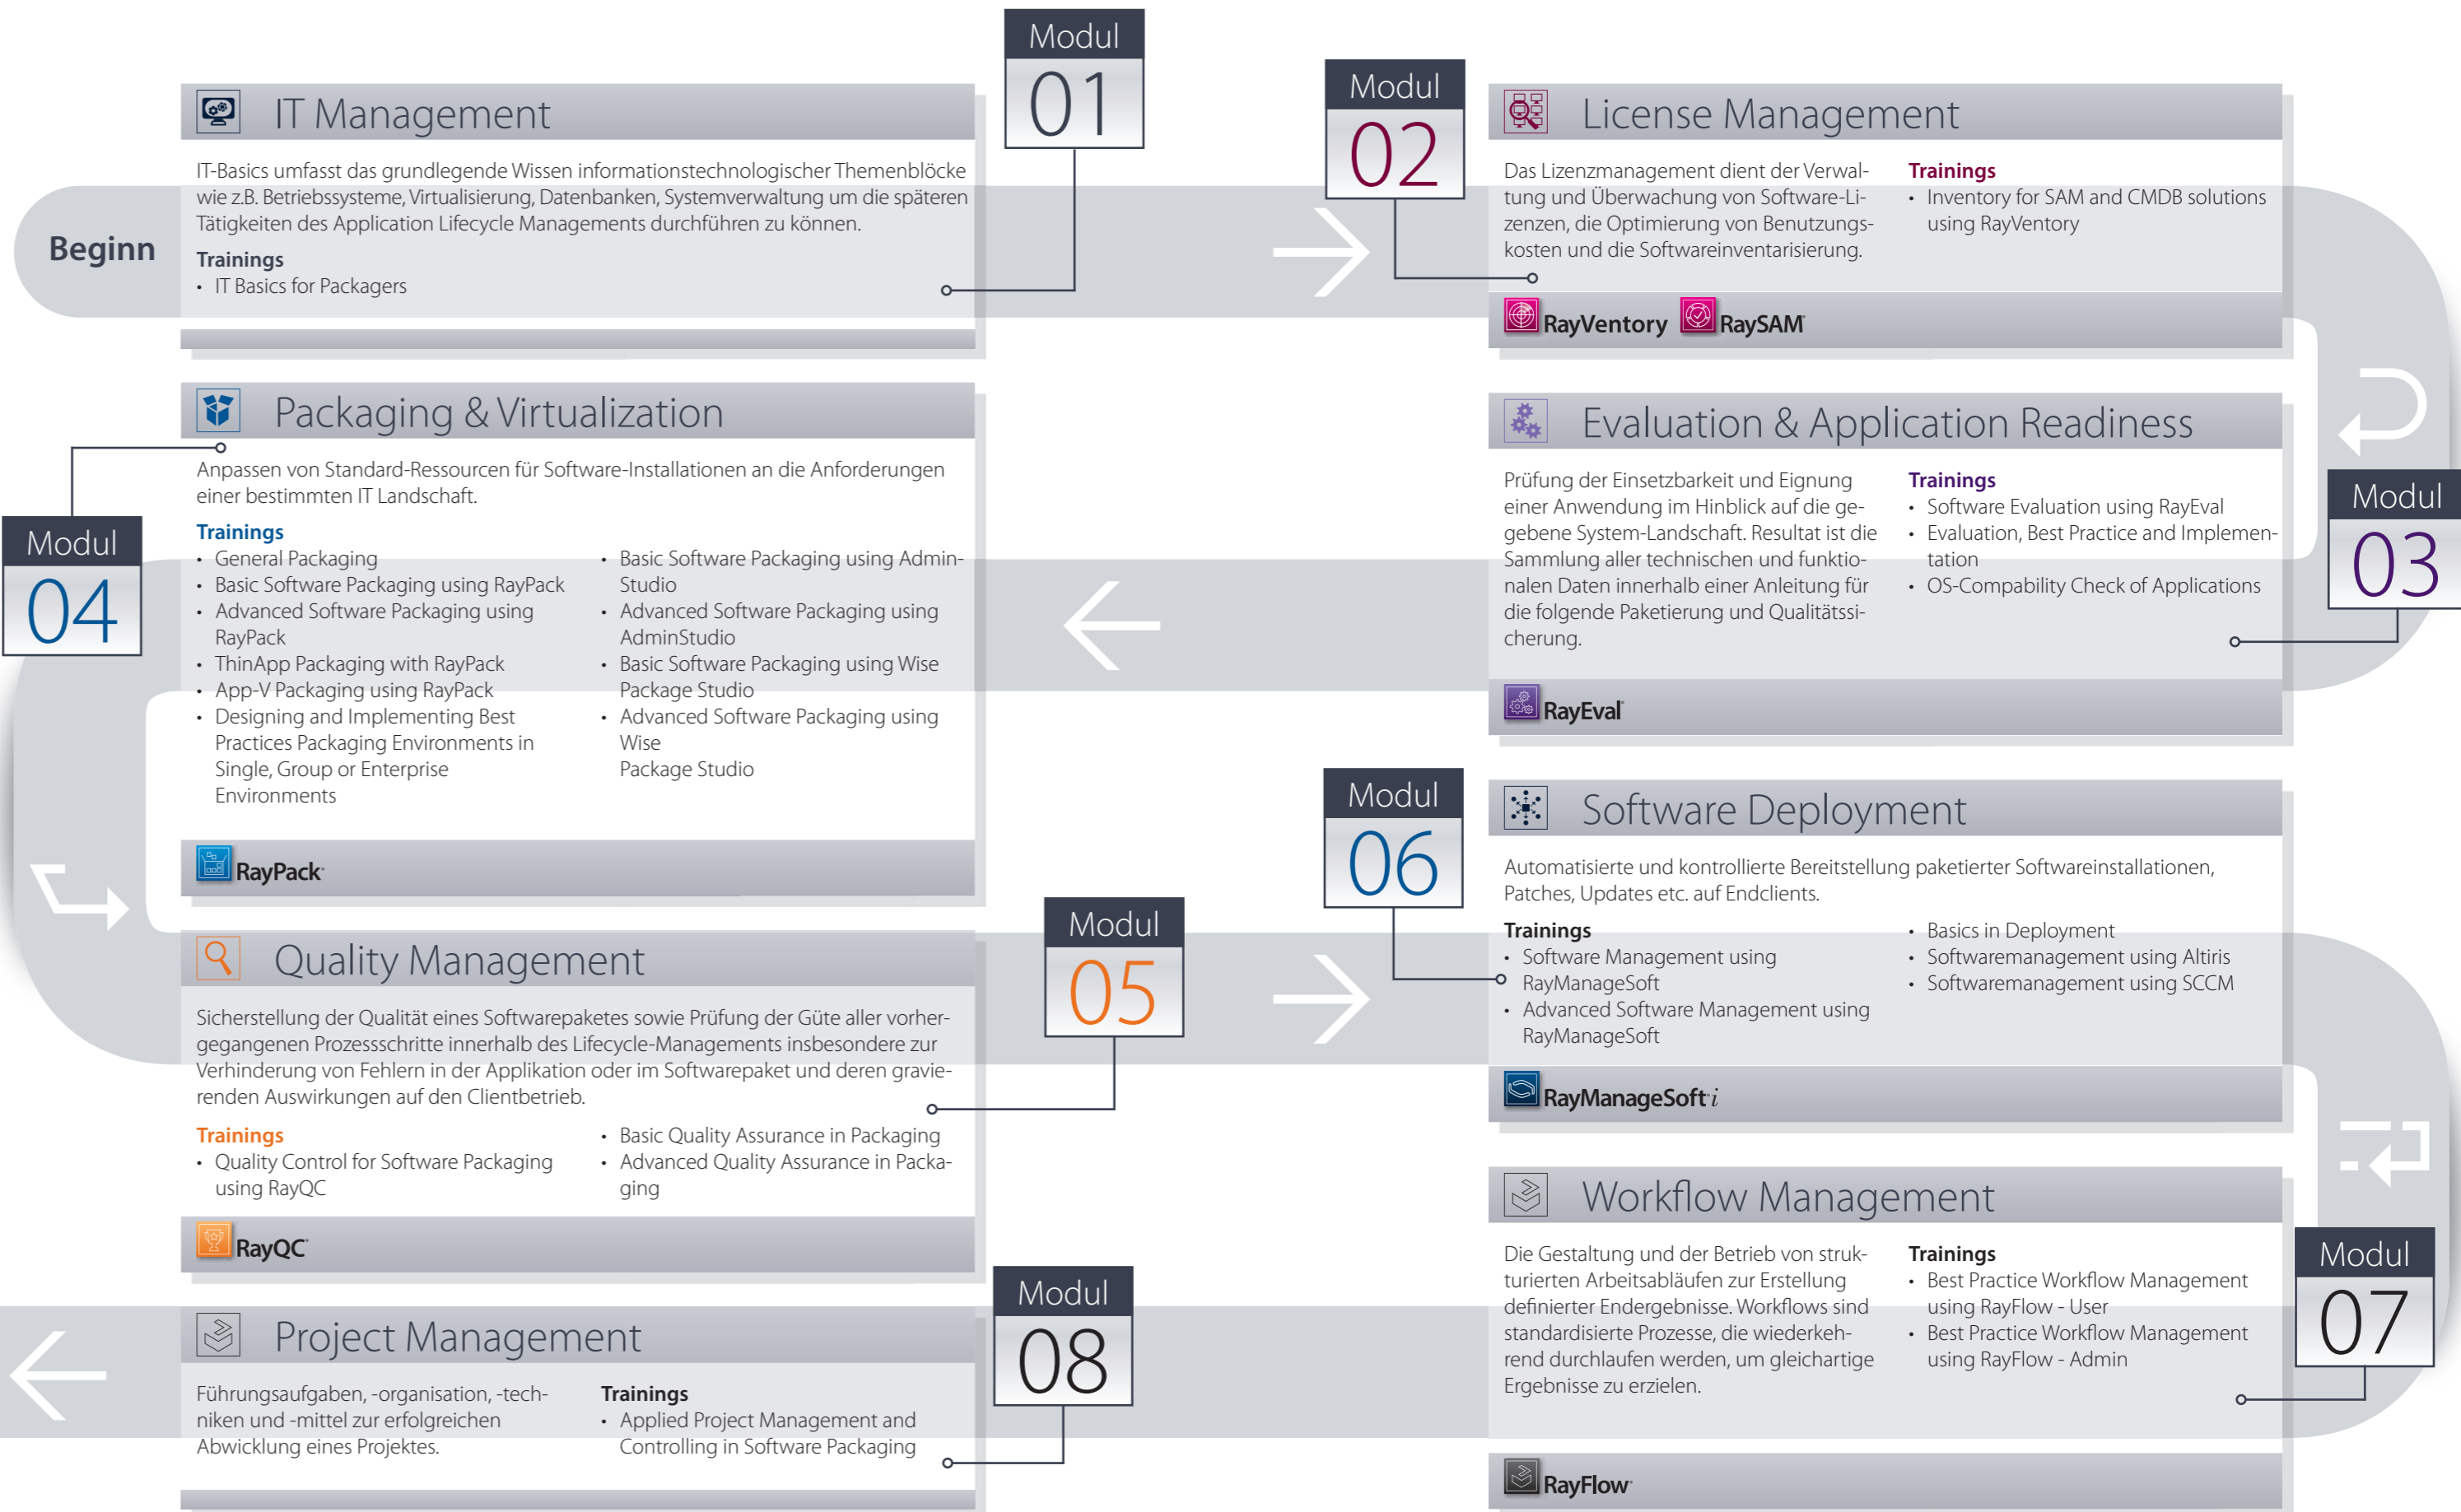 Modul
01
IT Management
IT-Basics umfasst das grundlegende Wissen informationstechnologischer Themenblöcke
wie z.B. Betriebssysteme, Virtualisierung, Datenbanken, Systemverwaltung um die späteren
Tätigkeiten des Application Lifecycle Managements durchführen zu können.
Beginn
Trainings
• IT Basics for Packagers
Modul
02
License Management
Das Lizenzmanagement dient der Verwal-
tung und Überwachung von Software-Li-
zenzen, die Optimierung von Benutzungs-
kosten und die Softwareinventarisierung.
Trainings
• Inventory for SAM and CMDB solutions
using RayVentory
RayVentory RaySAM
Evaluation & Application Readiness
Modul
03
Prüfung der Einsetzbarkeit und Eignung
einer Anwendung im Hinblick auf die ge-
gebene System-Landschaft. Resultat ist die
Sammlung aller technischen und funktio-
nalen Daten innerhalb einer Anleitung für
die folgende Paketierung und Qualitätssi-
cherung.
Trainings
• Software Evaluation using RayEval
• Evaluation, Best Practice and Implemen-
tation
• OS-Compability Check of Applications
RayEval
Packaging & Virtualization
Modul
04
Anpassen von Standard-Ressourcen für Software-Installationen an die Anforderungen
einer bestimmten IT Landschaft.
Trainings
• General Packaging
• Basic Software Packaging using RayPack
• Advanced Software Packaging using
RayPack
• ThinApp Packaging with RayPack
• App-V Packaging using RayPack
• Designing and Implementing Best
Practices Packaging Environments in
Single, Group or Enterprise
Environments
• Basic Software Packaging using Admin-
Studio
• Advanced Software Packaging using
AdminStudio
• Basic Software Packaging using Wise
Package Studio
• Advanced Software Packaging using
Wise
Package Studio
RayPack
Modul
05
Quality Management
Sicherstellung der Qualität eines Softwarepaketes sowie Prüfung der Güte aller vorher-
gegangenen Prozessschritte innerhalb des Lifecycle-Managements insbesondere zur
Verhinderung von Fehlern in der Applikation oder im Softwarepaket und deren gravie-
renden Auswirkungen auf den Clientbetrieb.
Trainings
• Quality Control for Software Packaging
using RayQC
• Basic Quality Assurance in Packaging
• Advanced Quality Assurance in Packa-
ging
RayQC
Modul
06
Software Deployment
Automatisierte und kontrollierte Bereitstellung paketierter Softwareinstallationen,
Patches, Updates etc. auf Endclients.
Trainings
• Software Management using
RayManageSoft
• Advanced Software Management using
RayManageSoft
• Basics in Deployment
• Softwaremanagement using Altiris
• Softwaremanagement using SCCM
RayManageSoft i
Workflow Management
Modul
07
Die Gestaltung und der Betrieb von struk-
turierten Arbeitsabläufen zur Erstellung
definierter Endergebnisse. Workflows sind
standardisierte Prozesse, die wiederkeh-
rend durchlaufen werden, um gleichartige
Ergebnisse zu erzielen.
Trainings
• Best Practice Workflow Management
using RayFlow - User
• Best Practice Workflow Management
using RayFlow - Admin
RayFlow
Modul
08
Project Management
Führungsaufgaben, -organisation, -tech-
niken und -mittel zur erfolgreichen
Abwicklung eines Projektes.
Trainings
• Applied Project Management and
Controlling in Software Packaging